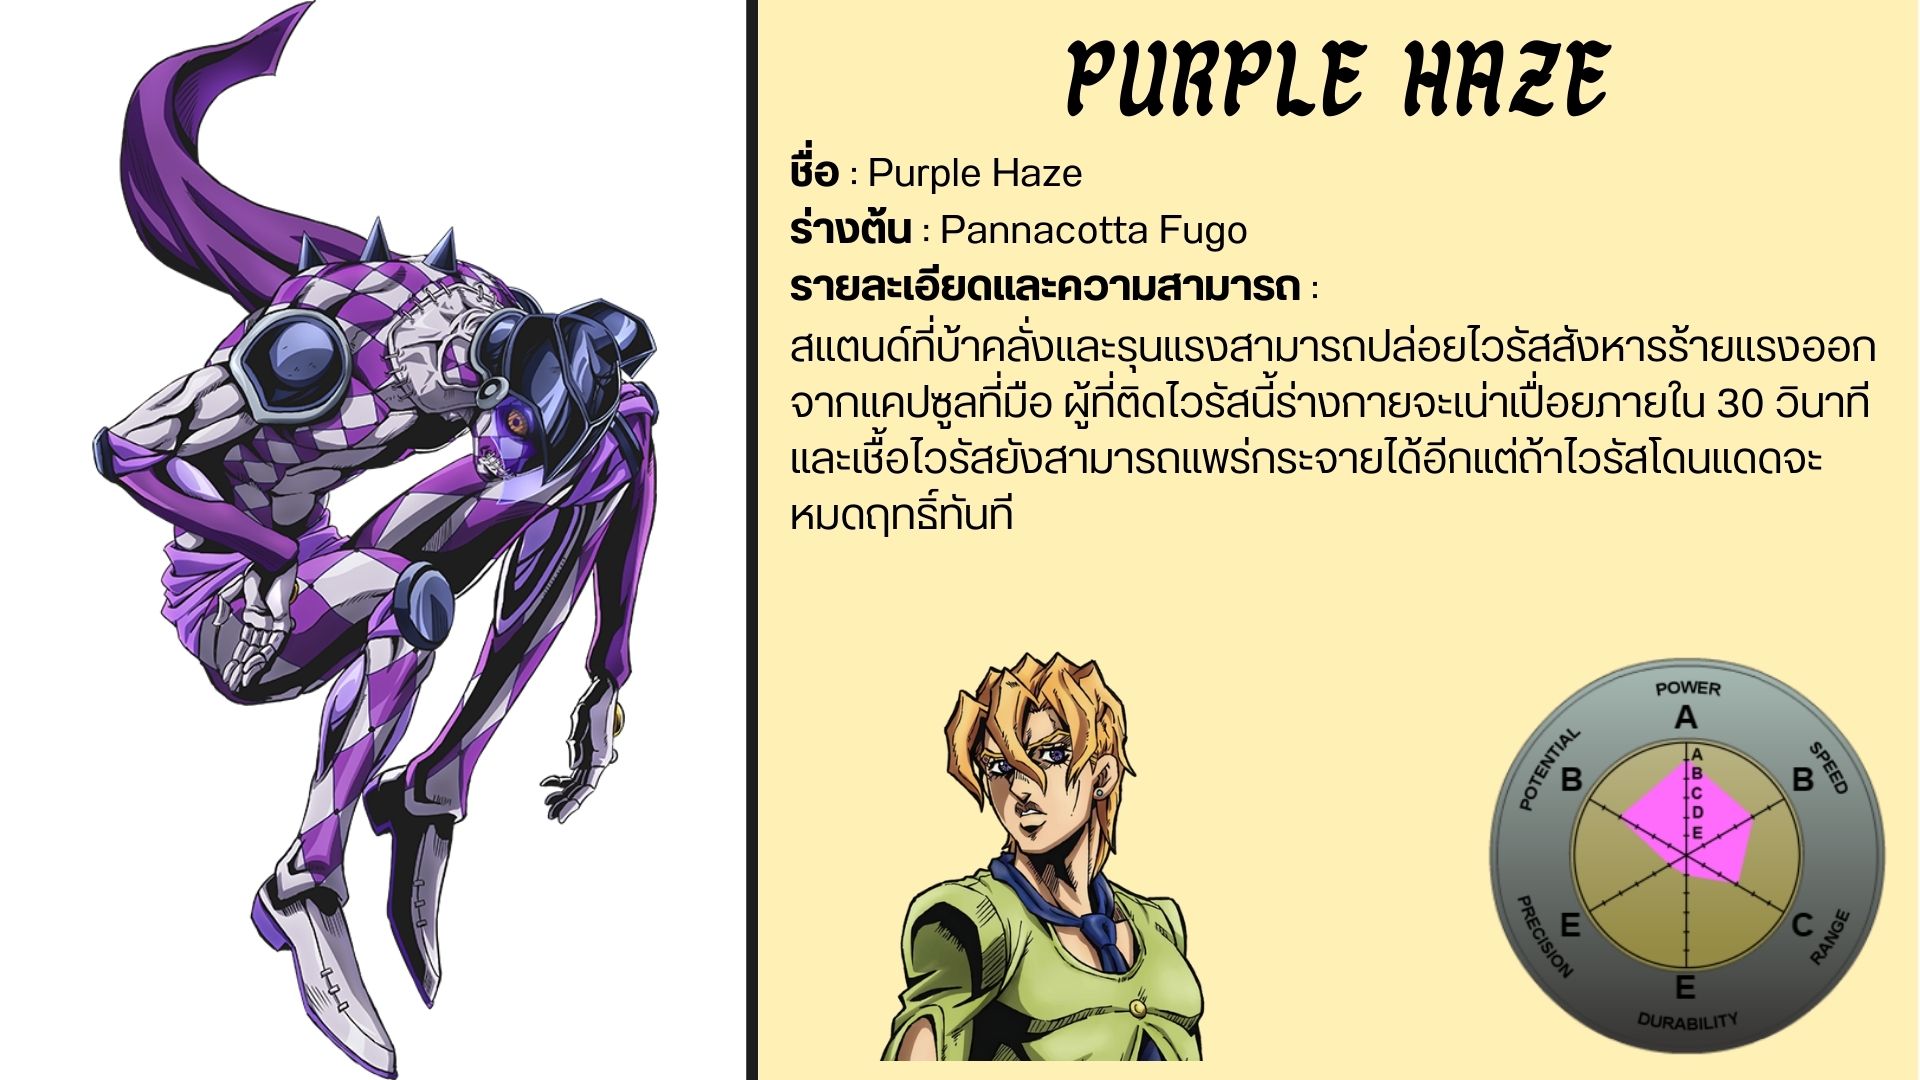 PURPLE HAZE
ชื่อ : Purple Haze
ร่างต้น : Pannacotta Fugo
รายละเอียดและความสามารถ :
สแตนด์ที่บ้าคลั่งและรุนแรงสามารถปล่อยไวรัสสังหารร้ายแรงออก
จากแคปซูลที่มือ ผู้ที่ติดไวรัสนี้ร่างกายจะเน่าเปื่อยภายใน 30 วินาที
และเชื้อไวรัสยังสามารถแพร่กระจายได้อีกแต่ถ้าไวรัสโดนแดดจะ
หมดฤทธิ์ทันที
POWER
A
SPEED
B
RANGE
C
DURABILITY
E
PRECISION
E
POTENTIAL
B
A
B
C
D
E